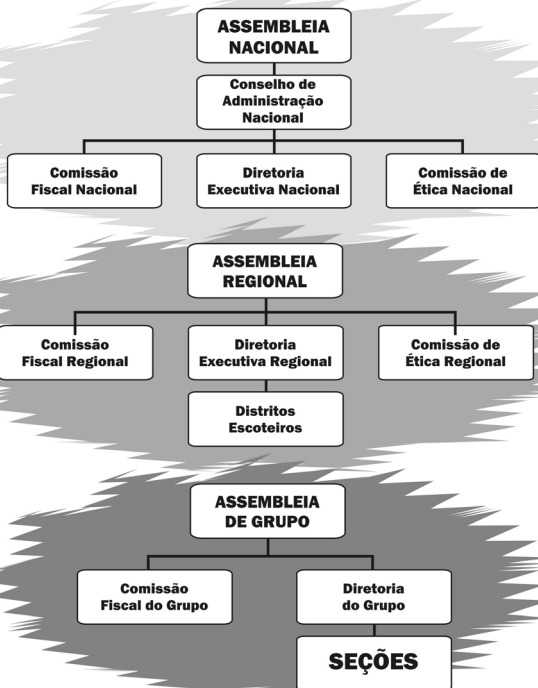 ASSEMBLEIA
NACIONAL
Conselho de
Administração
Nacional
Comissão
Fiscal Nacional
Diretoria
Executiva Nacional
Comissão de
Ética Nacional
ASSEMBLEIA
REGIONAL
Comissão
Fiscal Regional
Diretoria
Executiva Regional
Comissão de
Ética Regional
Distritos
Escoteiros
ASSEMBLEIA
DE GRUPO
Comissão
Fiscal do Grupo
Diretoria
do Grupo
SEÇÕES